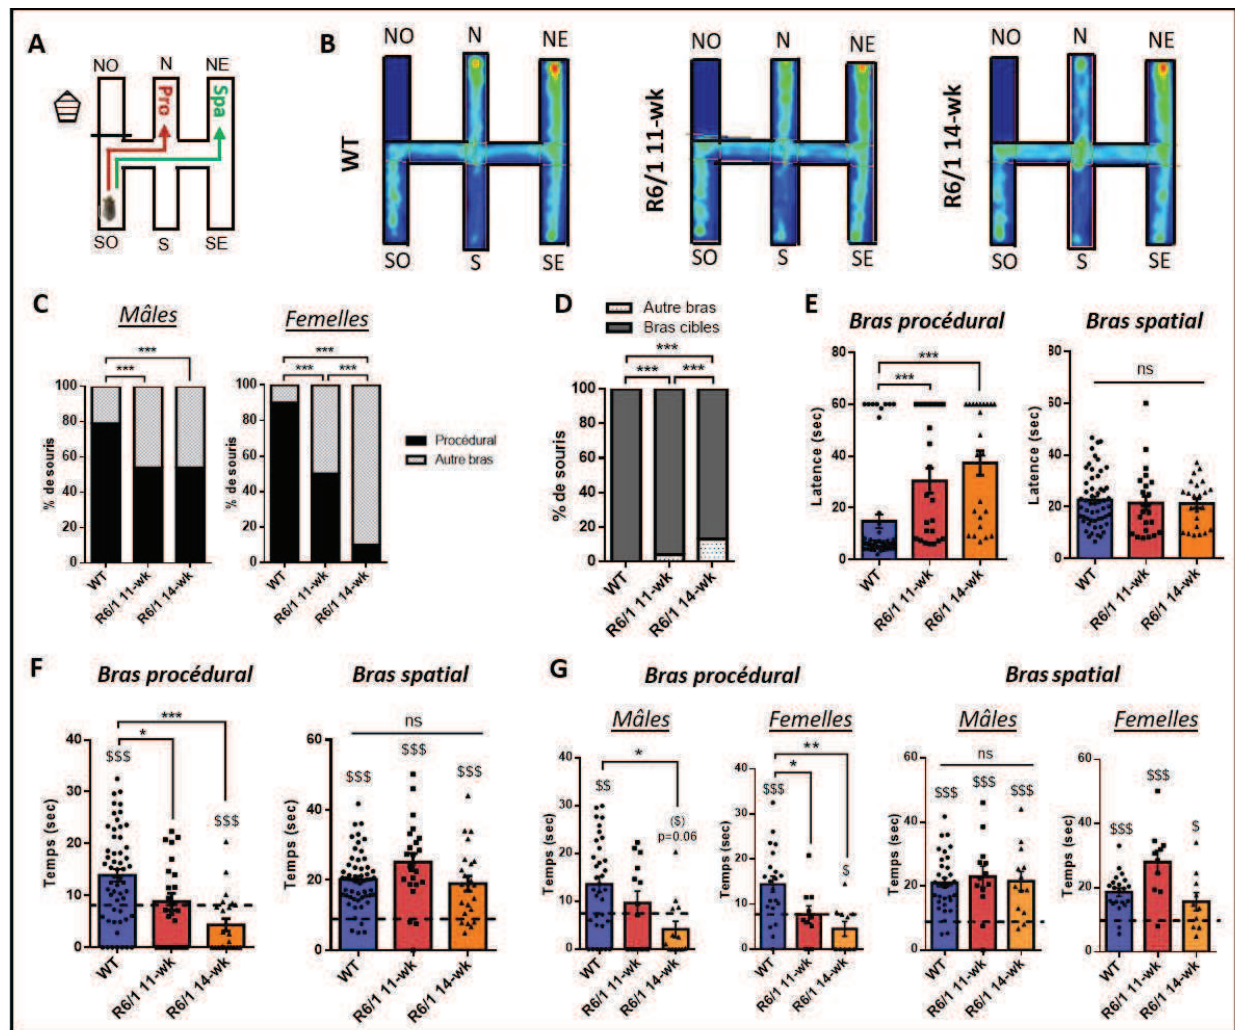 A
NO
N
NE
Pro
Spa
SO
S
SE
B
NO
N
NE
WT
SO
S
SE
NO
N
NE
R6/1 11-wk
SO
S
SE
NO
N
NE
R6/1 14-wk
SO
S
SE
C
Mâles
Femelles
***
***
***
***
***
% de souris
100
80
60
40
20
0
WT
R6/1 11-wk
R6/1 14-wk
% de souris
100
80
60
40
20
0
WT
R6/1 11-wk
R6/1 14-wk
Procédural
Autre bras
D
Autre bras
Bras cibles
***
***
***
% de souris
100
80
60
40
20
0
WT
R6/1 11-wk
R6/1 14-wk
E
Bras procédural
Bras spatial
***
***
Latence (sec)
80
60
40
20
0
WT
R6/1 11-wk
R6/1 14-wk
ns
Latence (sec)
80
60
40
20
0
WT
R6/1 11-wk
R6/1 14-wk
F
Bras procédural
Bras spatial
***
*
$$$
$$$
Temps (sec)
40
30
20
10
0
WT
R6/1 11-wk
R6/1 14-wk
ns
$$$
$$$
$$$
Temps (sec)
60
40
20
0
WT
R6/1 11-wk
R6/1 14-wk
G
Bras procédural
Bras spatial
Mâles
Femelles
Mâles
Femelles
*
$$
($)
p=0.06
Temps (sec)
40
30
20
10
0
WT
R6/1 11-wk
R6/1 14-wk
**
*
$$$
$
Temps (sec)
40
30
20
10
0
WT
R6/1 11-wk
R6/1 14-wk
ns
$$$
$$$
$$$
Temps (sec)
60
40
20
0
WT
R6/1 11-wk
R6/1 14-wk
$$$
$$$
$
Temps (sec)
60
40
20
0
WT
R6/1 11-wk
R6/1 14-wk